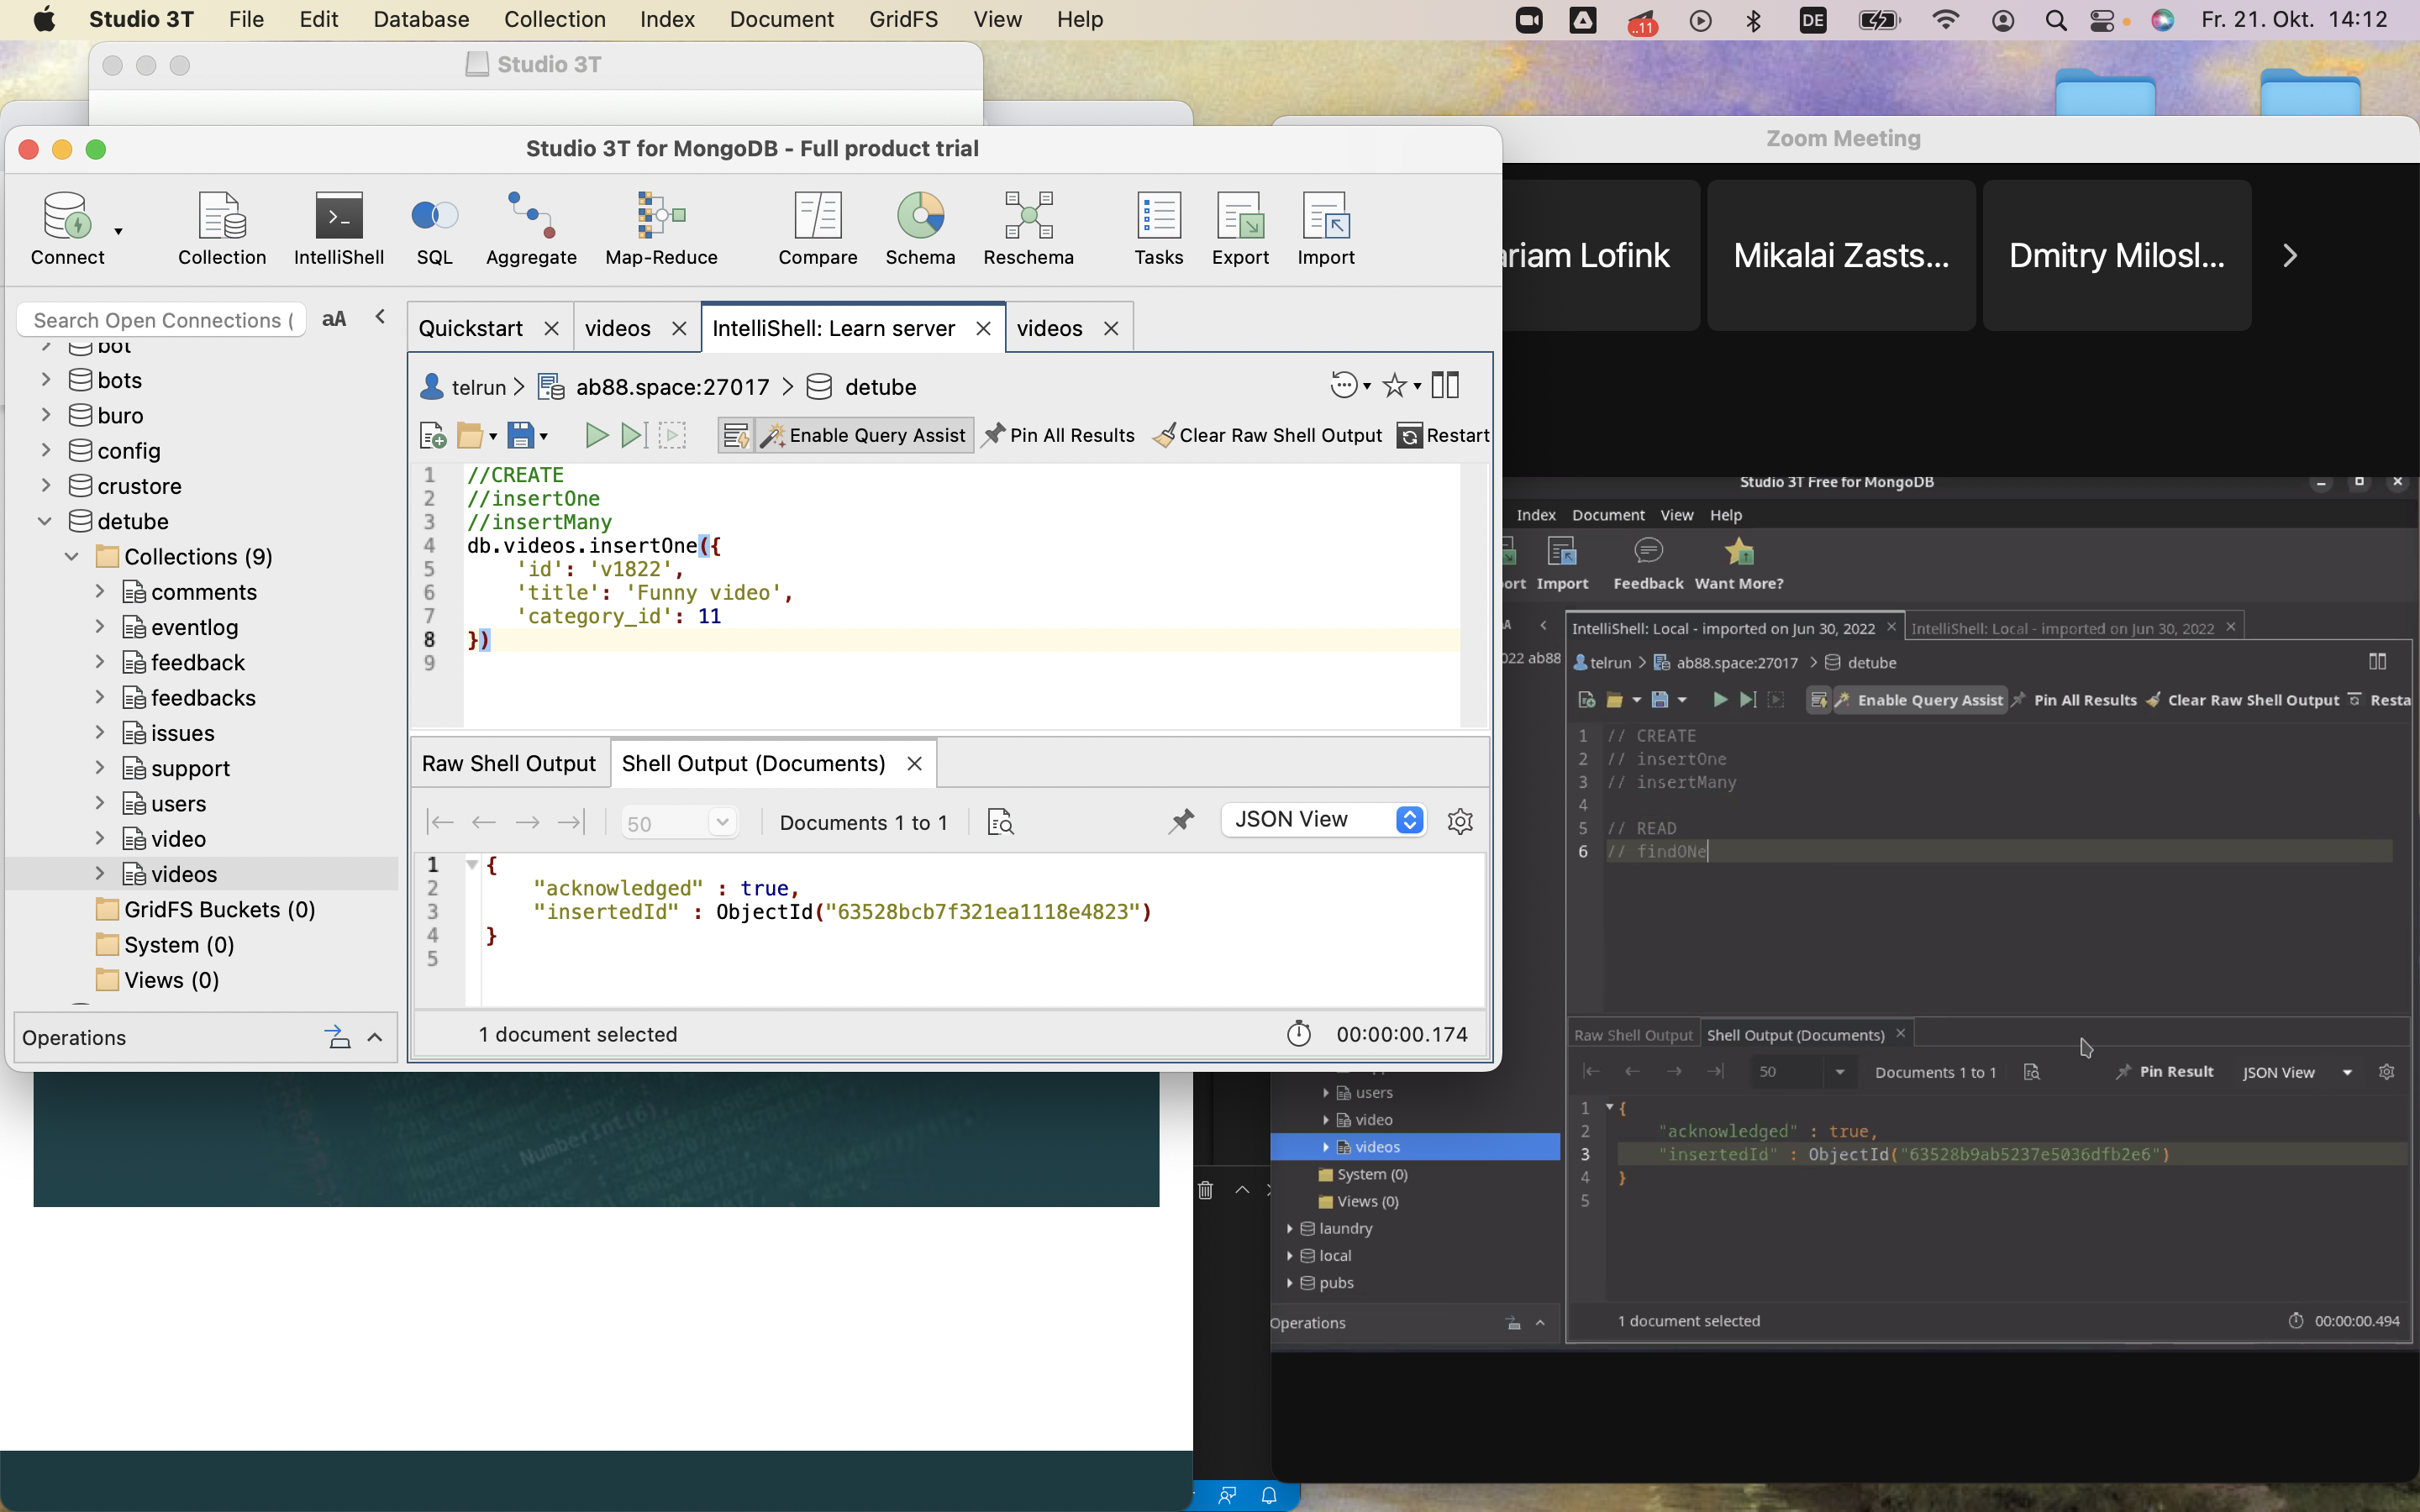 Studio 3T File Edit Database Collection Index Document GridFS View Help
..11 DE Fr. 21. Okt. 14:12
Studio 3T
Studio 3T for MongoDB - Full product trial
Connect Collection IntelliShell SQL Aggregate Map-Reduce Compare Schema Reschema Tasks Export Import
Search Open Connections ( aA
bot
bots
buro
config
crustore
detube
Collections (9)
comments
eventlog
feedback
feedbacks
issues
support
users
video
videos
GridFS Buckets (0)
System (0)
Views (0)
Operations
Quickstart videos IntelliShell: Learn server videos
telrun > ab88.space:27017 > detube
Enable Query Assist Pin All Results Clear Raw Shell Output Restart
1 //CREATE
2 //insertOne
3 //insertMany
4 db.videos.insertOne({
5 'id': 'v1822',
6 'title': 'Funny video',
7 'category_id': 11
8 })
9
Raw Shell Output Shell Output (Documents)
50 Documents 1 to 1 JSON View
1 {
2 "acknowledged" : true,
3 "insertedId" : ObjectId("63528bcb7f321ea1118e4823")
4 }
5
1 document selected 00:00:00.174
NumberInt(6),
Zoom Meeting
ariam Lofink Mikalai Zasts... Dmitry Milosl...
Studio 3T Free for MongoDB
Index Document View Help
ort Import Feedback Want More?
IntelliShell: Local - imported on Jun 30, 2022 IntelliShell: Local - imported on Jun 30, 2022
022 ab88
telrun > ab88.space:27017 > detube
Enable Query Assist Pin All Results Clear Raw Shell Output Resta
1 // CREATE
2 // insertOne
3 // insertMany
4
5 // READ
6 // findONe
Raw Shell Output Shell Output (Documents)
50 Documents 1 to 1 Pin Result JSON View
1 {
2 "acknowledged" : true,
3 "insertedId" : ObjectId("63528b9ab5237e5036dfb2e6")
4 }
5
1 document selected 00:00:00.494
users
video
videos
System (0)
Views (0)
laundry
local
pubs
Operations